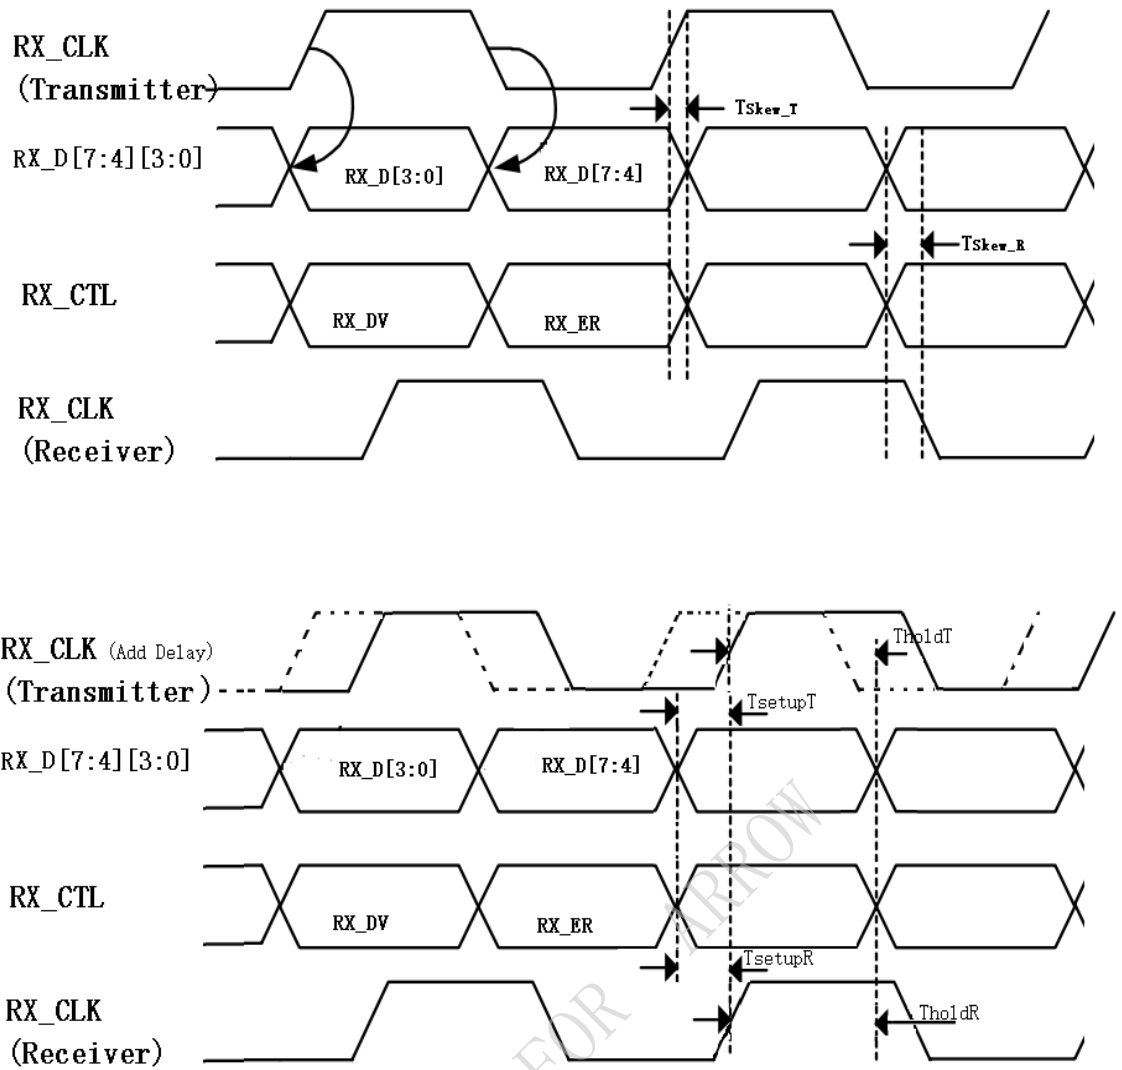 RX_CLK
(Transmitter)
TSkew_T
RX_D[7:4][3:0]
RX_D[3:0]
RX_D[7:4]
TSkew_R
RX_CTL
RX_DV
RX_ER
RX_CLK
(Receiver)
RX_CLK (Add Delay)
(Transmitter)
TholdT
TsetupT
RX_D[7:4][3:0]
RX_D[3:0]
RX_D[7:4]
RX_CTL
RX_DV
RX_ER
TsetupR
RX_CLK
(Receiver)
TholdR
FOR ARROW